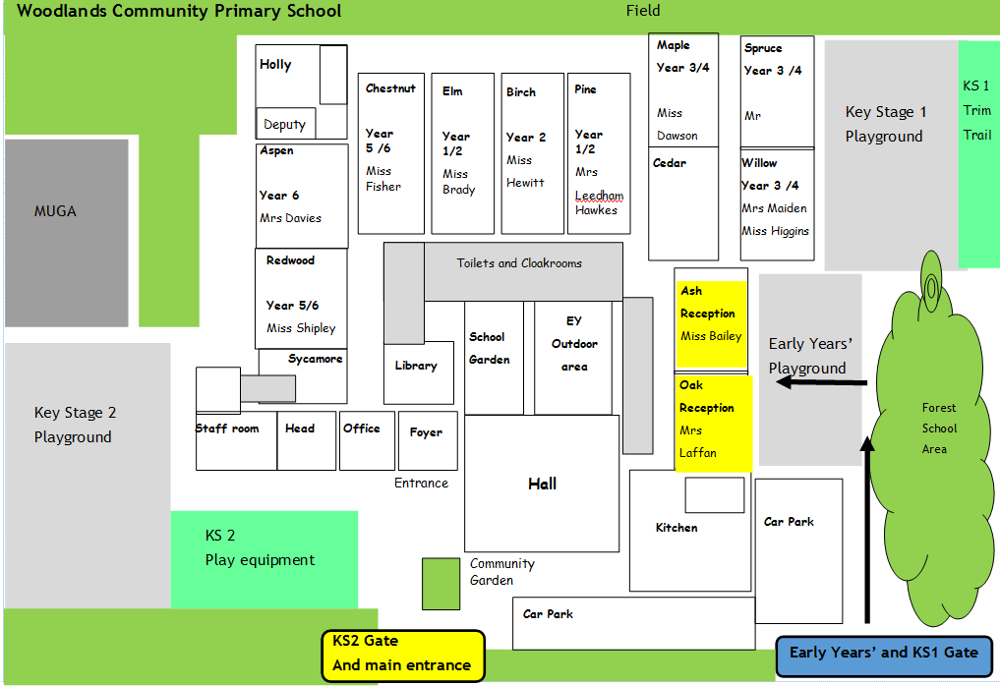 Woodlands Community Primary School
Field
Holly
Deputy
Chestnut
Year
5 /6
Miss
Fisher
Elm
Year
1/2
Miss
Brady
Birch
Year 2
Miss
Hewitt
Pine
Year
1/2
Mrs
Leedham
Hawkes
Maple
Year 3/4
Miss
Dawson
Spruce
Year 3 /4
Mr
Key Stage 1
Playground
KS 1
Trim
Trail
Aspen
Year 6
Mrs Davies
Cedar
Willow
Year 3 /4
Mrs Maiden
Miss Higgins
MUGA
Redwood
Year 5/6
Miss Shipley
Toilets and Cloakrooms
Ash
Reception
Miss Bailey
School
Garden
EY
Outdoor
area
Early Years’
Playground
Sycamore
Library
Oak
Reception
Mrs
Laffan
Forest
School
Area
Key Stage 2
Playground
Staff room
Head
Office
Foyer
Entrance
Hall
Kitchen
Car Park
KS 2
Play equipment
Community
Garden
Car Park
KS2 Gate
And main entrance
Early Years’ and KS1 Gate